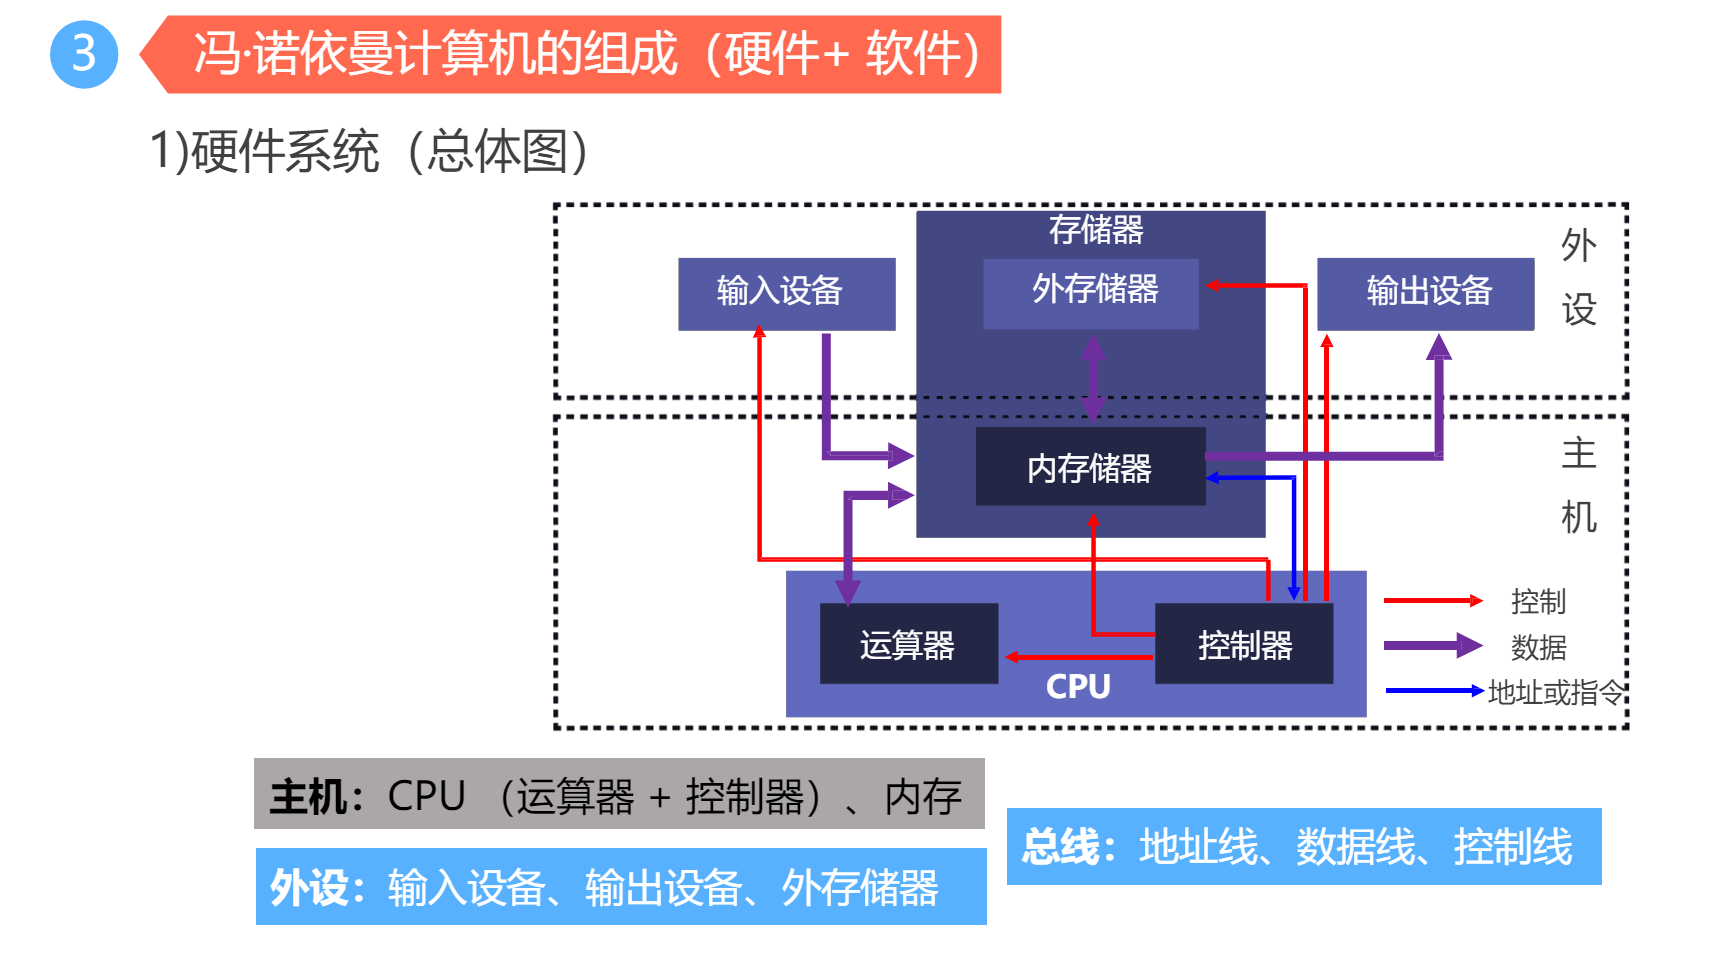 3
冯·诺依曼计算机的组成（硬件+ 软件）
1)硬件系统（总体图）
存储器
输入设备
外存储器
输出设备
外
设
内存储器
主
机
运算器
控制器
CPU
控制
数据
地址或指令
主机：CPU （运算器 + 控制器）、内存
总线：地址线、数据线、控制线
外设：输入设备、输出设备、外存储器